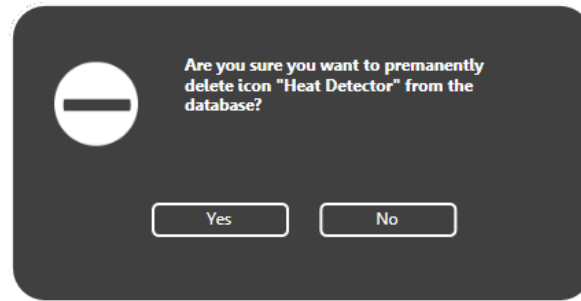 Are you sure you want to premanently
delete icon "Heat Detector" from the
database?
Yes
No